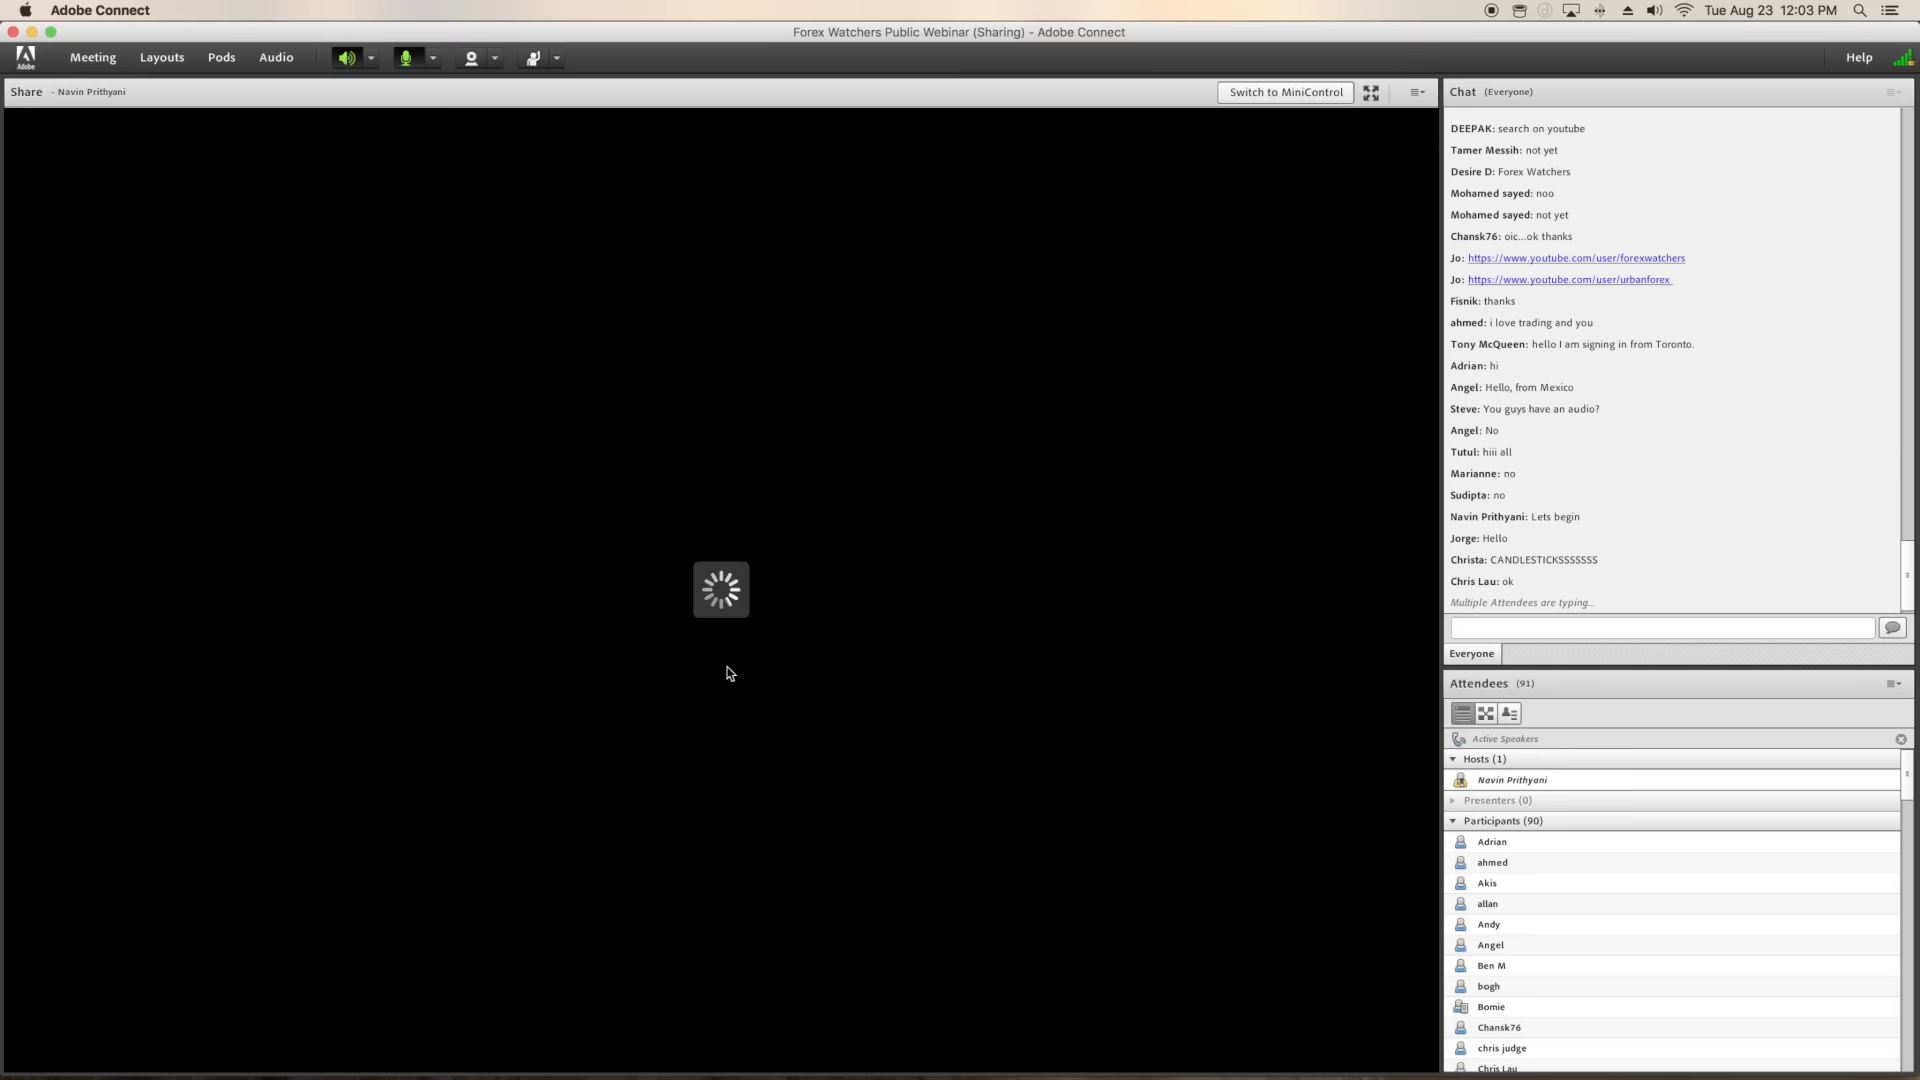 Adobe Connect
Tue Aug 23 12:03 PM
Forex Watchers Public Webinar (Sharing) - Adobe Connect
Adobe
Meeting
Layouts
Pods
Audio
Help
Share - Navin Prithyani
Switch to MiniControl
Chat (Everyone)
DEEPAK: search on youtube
Tamer Messih: not yet
Desire D: Forex Watchers
Mohamed sayed: noo
Mohamed sayed: not yet
Chansk76: oic...ok thanks
Jo: https://www.youtube.com/user/forexwatchers
Jo: https://www.youtube.com/user/urbanforex
Fisnik: thanks
ahmed: i love trading and you
Tony McQueen: hello I am signing in from Toronto.
Adrian: hi
Angel: Hello, from Mexico
Steve: You guys have an audio?
Angel: No
Tutul: hiii all
Marianne: no
Sudipta: no
Navin Prithyani: Lets begin
Jorge: Hello
Christa: CANDLESTICKSSSSSSS
Chris Lau: ok
Multiple Attendees are typing...
Everyone
Attendees (91)
Active Speakers
Hosts (1)
Navin Prithyani
Presenters (0)
Participants (90)
Adrian
ahmed
Akis
allan
Andy
Angel
Ben M
bogh
Bomie
Chansk76
chris judge
Chris Lau